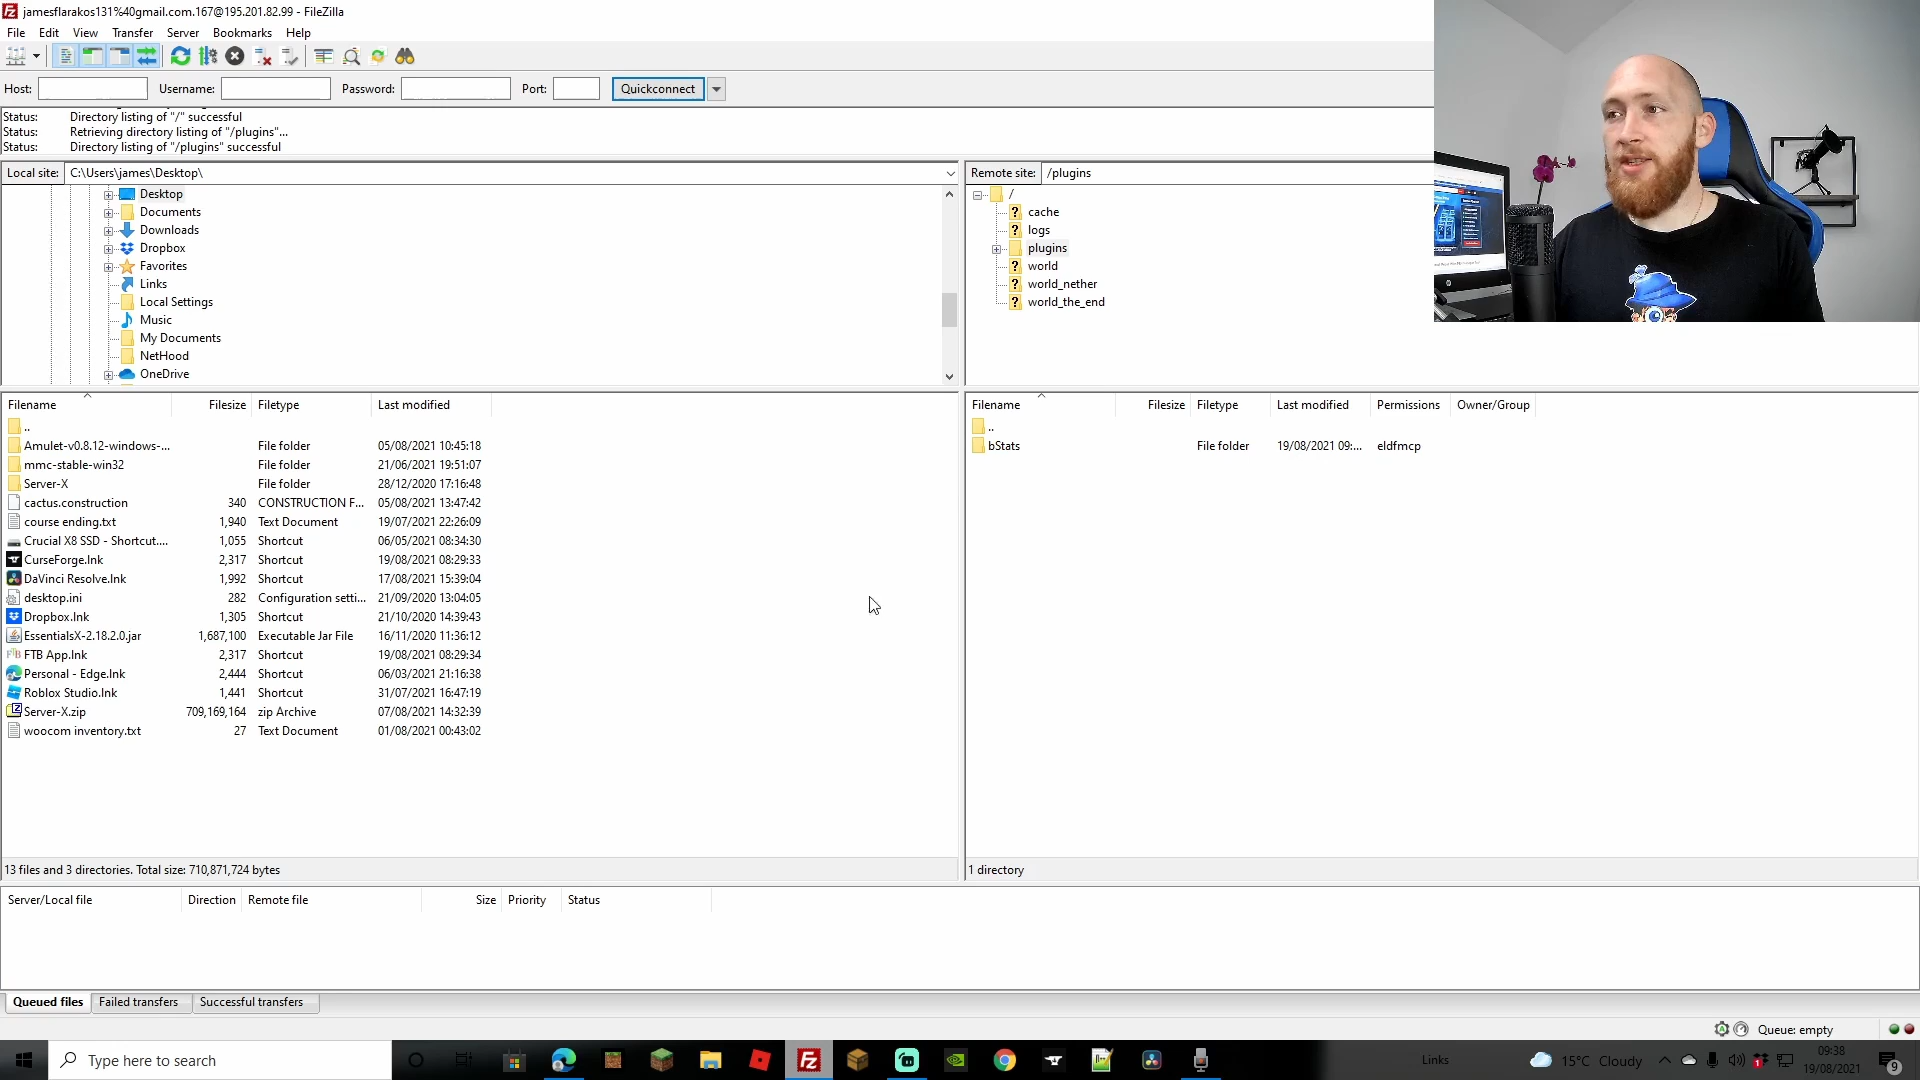 jamesflarakos131%40gmail.com.167@195.201.82.99 - FileZilla
File Edit View Transfer Server Bookmarks Help
Host: Username: Password: Port: Quickconnect
Status: Directory listing of "/" successful
Status: Retrieving directory listing of "/plugins"...
Status: Directory listing of "/plugins" successful
Local site: C:\Users\james\Desktop\
Desktop
Documents
Downloads
Dropbox
Favorites
Links
Local Settings
Music
My Documents
NetHood
OneDrive
Remote site: /plugins
/
cache
logs
plugins
world
world_nether
world_the_end
Filename Filesize Filetype Last modified
..
Amulet-v0.8.12-windows-... File folder 05/08/2021 10:45:18
mmc-stable-win32 File folder 21/06/2021 19:51:07
Server-X File folder 28/12/2020 17:16:48
cactus.construction 340 CONSTRUCTION F... 05/08/2021 13:47:42
course ending.txt 1,940 Text Document 19/07/2021 22:26:09
Crucial X8 SSD - Shortcut.... 1,055 Shortcut 06/05/2021 08:34:30
CurseForge.lnk 2,317 Shortcut 19/08/2021 08:29:33
DaVinci Resolve.lnk 1,992 Shortcut 17/08/2021 15:39:04
desktop.ini 282 Configuration setti... 21/09/2020 13:04:05
Dropbox.lnk 1,305 Shortcut 21/10/2020 14:39:43
EssentialsX-2.18.2.0.jar 1,687,100 Executable Jar File 16/11/2020 11:36:12
FTB App.lnk 2,317 Shortcut 19/08/2021 08:29:34
Personal - Edge.lnk 2,444 Shortcut 06/03/2021 21:16:38
Roblox Studio.lnk 1,441 Shortcut 31/07/2021 16:47:19
Server-X.zip 709,169,164 zip Archive 07/08/2021 14:32:39
woocom inventory.txt 27 Text Document 01/08/2021 00:43:02
13 files and 3 directories. Total size: 710,871,724 bytes
Filename Filesize Filetype Last modified Permissions Owner/Group
..
bStats File folder 19/08/2021 09:... eldfmcp
1 directory
Server/Local file Direction Remote file Size Priority Status
Queued files Failed transfers Successful transfers
Queue: empty
Type here to search
Links
15°C Cloudy
09:38
19/08/2021
9